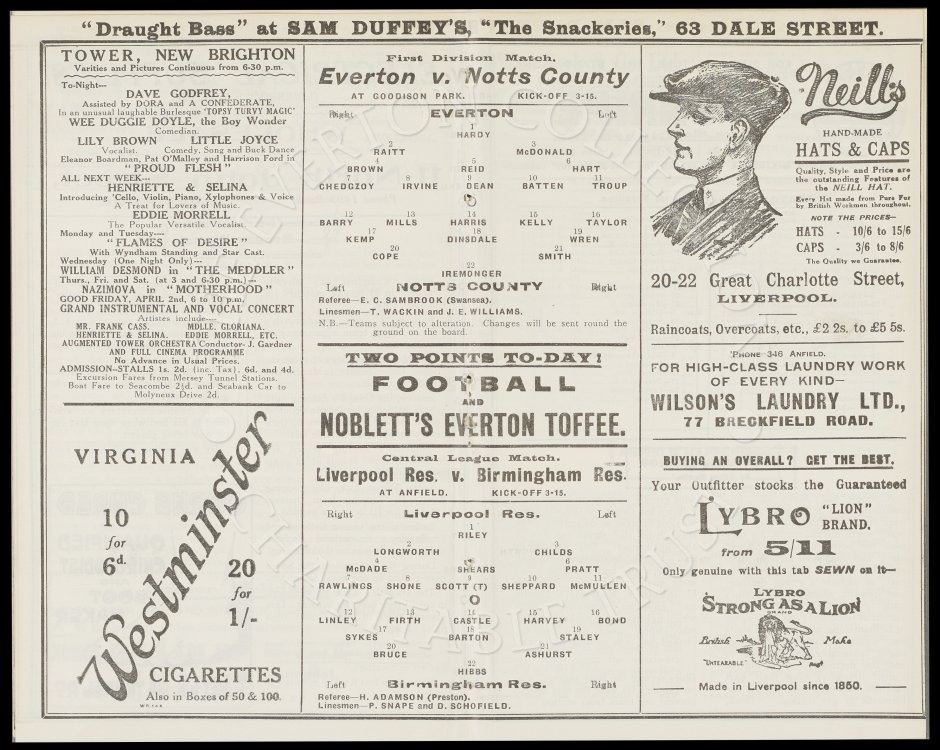 "Draught Bass" at SAM DUFFEY'S, "The Snackeries," 63 DALE STREET.
TOWER, NEW BRIGHTON
Varities and Pictures Continuous from 6-30 p.m.
To-Night—
DAVE GODFREY,
Assisted by DORA and A CONFEDERATE,
In an unusual laughable Burlesque 'TOPSY TURVY MAGIC'
WEE DUGGIE DOYLE, the Boy Wonder
Comedian.
LILY BROWN LITTLE JOYCE
Vocalist. Comedy, Song and Buck Dance
Eleanor Boardman, Pat O'Malley and Harrison Ford in
"PROUD FLESH"
ALL NEXT WEEK—
HENRIETTE & SELINA
Introducing 'Cello, Violin, Piano, Xylophones & Voice
A Treat for Lovers of Music.
EDDIE MORRELL
The Popular Versatile Vocalist.
Monday and Tuesday—
"FLAMES OF DESIRE"
With Wyndham Standing and Star Cast.
Wednesday (One Night Only)—
WILLIAM DESMOND in "THE MEDDLER"
Thurs., Fri. and Sat. (at 3 and 6-30 p.m.)—
NAZIMOVA in "MOTHERHOOD"
GOOD FRIDAY, APRIL 2nd, 6 to 10 p.m.
GRAND INSTRUMENTAL AND VOCAL CONCERT
Artistes include—
MR. FRANK CASS. MDLLE. GLORIANA.
HENRIETTE & SELINA. EDDIE MORRELL, ETC.
AUGMENTED TOWER ORCHESTRA Conductor- J. Gardner
AND FULL CINEMA PROGRAMME
No Advance in Usual Prices.
ADMISSION—STALLS 1s. 2d. (inc. Tax). 6d. and 4d.
Excursion Fares from Mersey Tunnel Stations.
Boat Fare to Seacombe 2½d. and Seabank Car to
Molyneux Drive 2d.
VIRGINIA
Westminster
10
for
6d.
20
for
1/-
CIGARETTES
Also in Boxes of 50 & 100.
First Division Match.
Everton v. Notts County
AT GOODISON PARK. KICK-OFF 3-15.
Right EVERTON Left
1
HARDY
2 3
RAITT McDONALD
4 5 6
BROWN REID HART
7 8 9 10 11
CHEDGZOY IRVINE DEAN BATTEN TROUP
O
12 13 14 15 16
BARRY MILLS HARRIS KELLY TAYLOR
17 18 19
KEMP DINSDALE WREN
20 21
COPE SMITH
22
IREMONGER
Left NOTTS COUNTY Right
Referee—E. C. SAMBROOK (Swansea).
Linesmen—T. WACKIN and J. E. WILLIAMS.
N.B.—Teams subject to alteration. Changes will be sent round the
ground on the board.
TWO POINTS TO-DAY!
FOOTBALL
AND
NOBLETT'S EVERTON TOFFEE.
Central League Match.
Liverpool Res. v. Birmingham Res.
AT ANFIELD. KICK-OFF 3-15.
Right Liverpool Res. Left
1
RILEY
2 3
LONGWORTH CHILDS
4 5 6
McDADE SHEARS PRATT
7 8 9 10 11
RAWLINGS SHONE SCOTT (T) SHEPPARD McMULLEN
O
12 13 14 15 16
LINLEY FIRTH CASTLE HARVEY BOND
17 18 19
SYKES BARTON STALEY
20 21
BRUCE ASHURST
22
HIBBS
Left Birmingham Res. Right
Referee—H. ADAMSON (Preston).
Linesmen—P. SNAPE and D. SCHOFIELD.
Neill's
HAND-MADE
HATS & CAPS
Quality, Style and Price are
the outstanding Features of
the NEILL HAT.
Every Hat made from Pure Fur
by British Workmen throughout.
NOTE THE PRICES—
HATS - 10/6 to 15/6
CAPS - 3/6 to 8/6
The Quality we Guarantee.
20-22 Great Charlotte Street,
LIVERPOOL.
Raincoats, Overcoats, etc., £2 2s. to £5 5s.
'PHONE 346 ANFIELD.
FOR HIGH-CLASS LAUNDRY WORK
OF EVERY KIND—
WILSON'S LAUNDRY LTD.,
77 BRECKFIELD ROAD.
BUYING AN OVERALL? GET THE BEST.
Your Outfitter stocks the Guaranteed
LYBRO "LION" BRAND.
from 5/11
Only genuine with this tab SEWN on it—
LYBRO
"STRONG AS A LION"
BRAND
British Make
"UNTEARABLE."
Made in Liverpool since 1850.
EVERTON COLLECTION
CHARITABLE TRUST